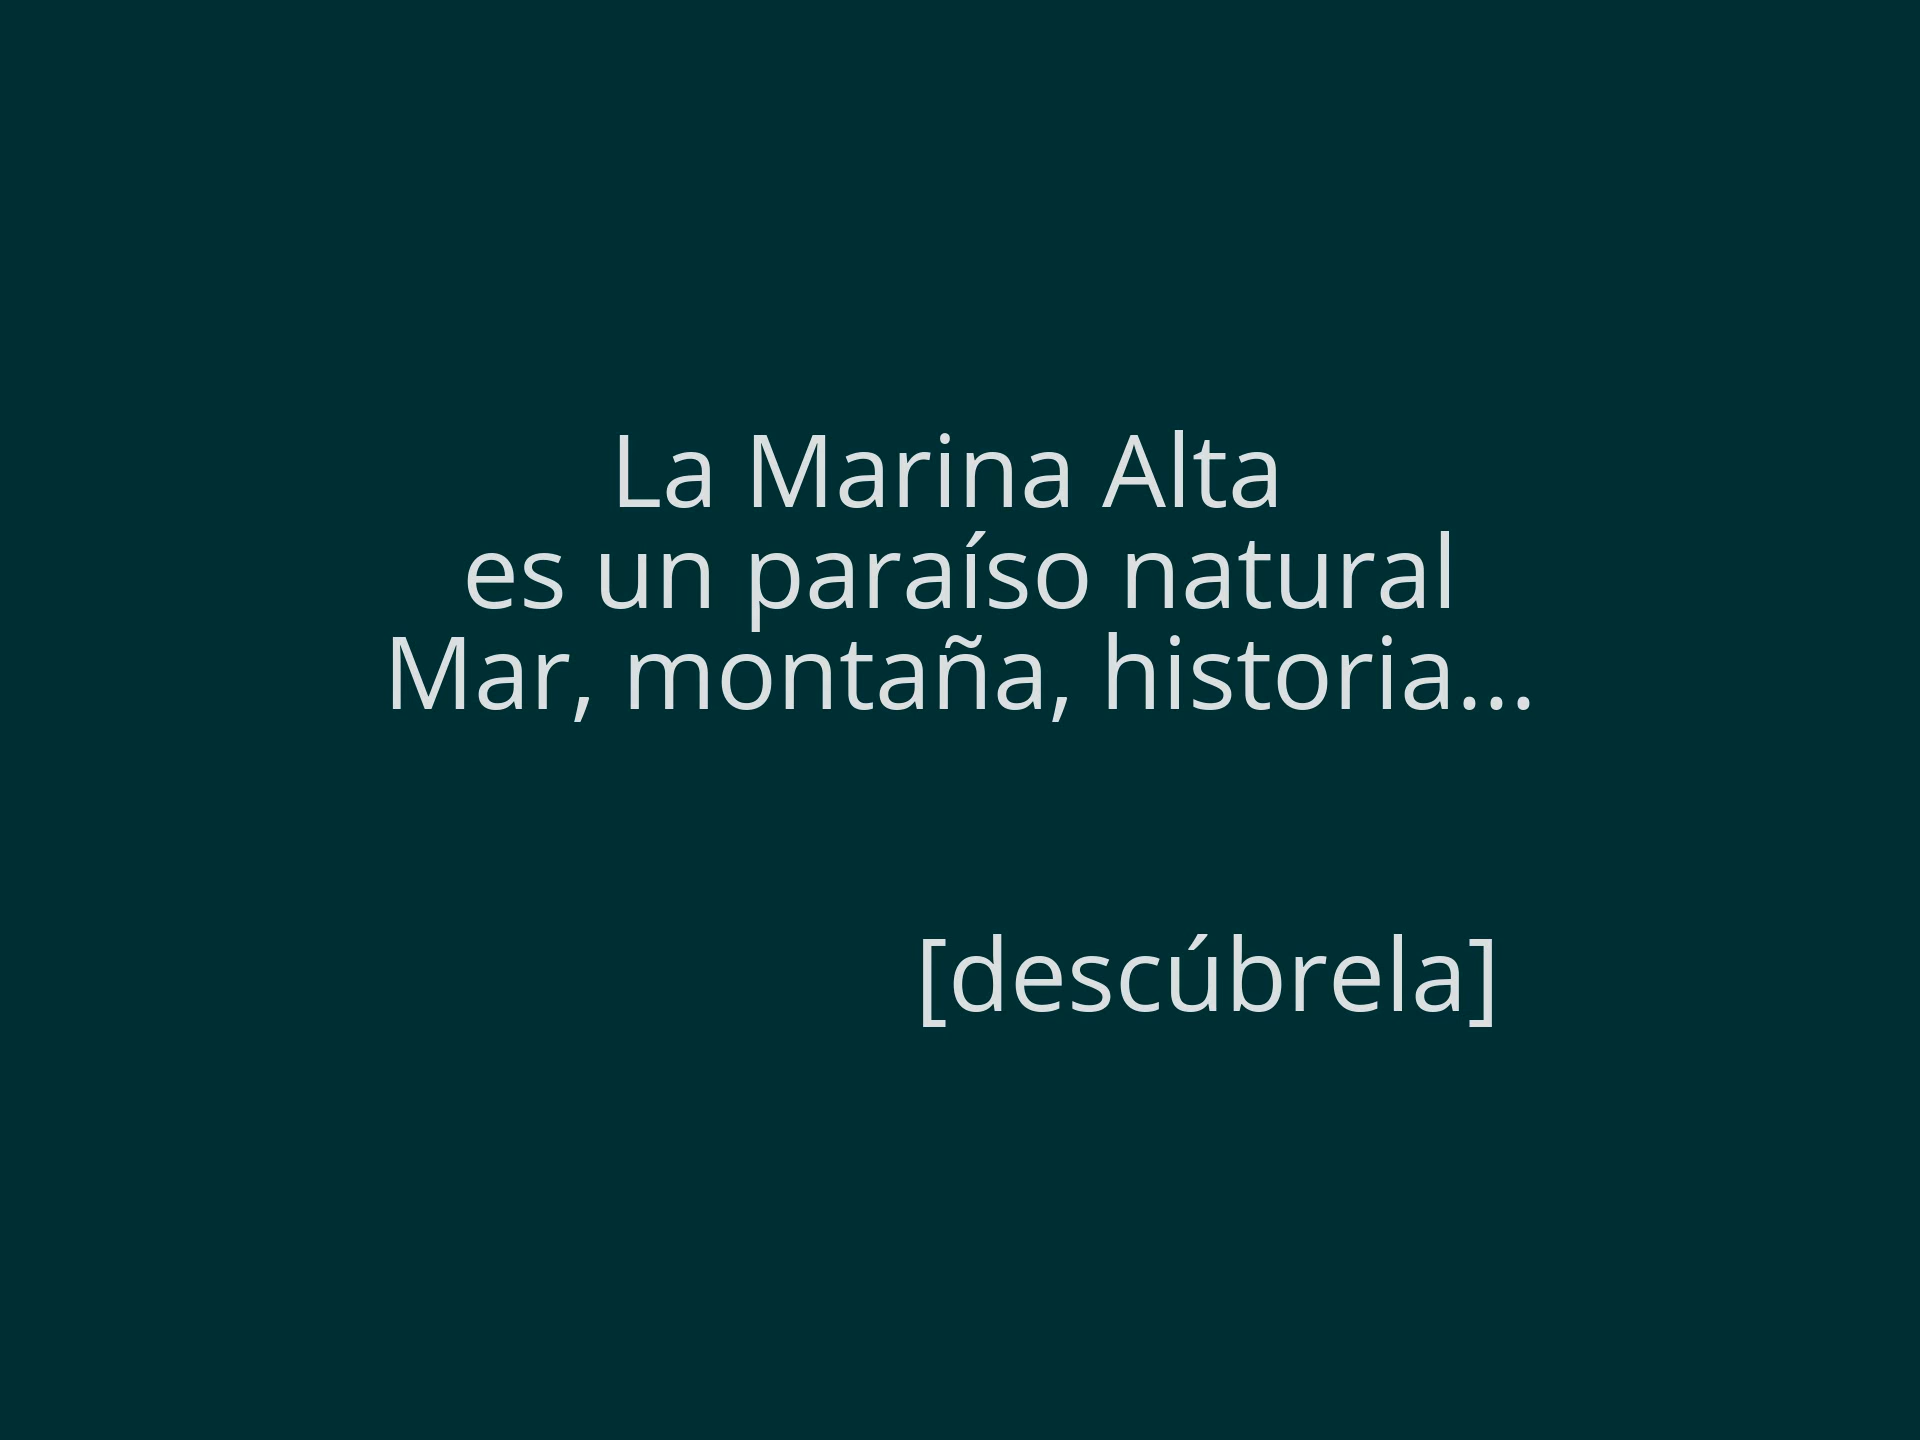 La Marina Alta
es un paraíso natural
Mar, montaña, historia...
[descúbrela]